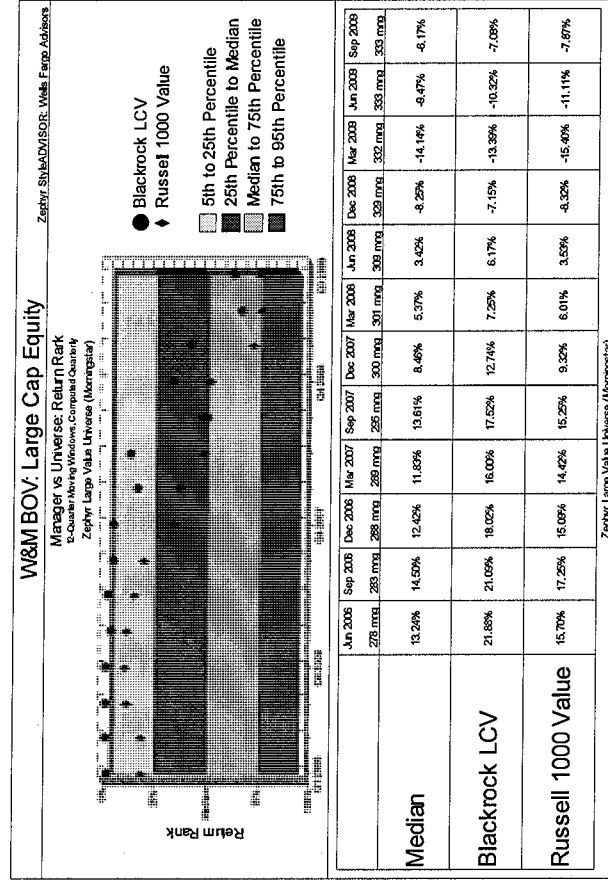 W&M BOV: Large Cap Equity
Zephyr StyleADVISOR: Wells Fargo Advisors
Manager vs Universe: Return Rank
12-Quarter Moving Windows, Computed Quarterly
Zephyr Large Value Universe (Morningstar)
Return Rank
Blackrock LCV
Russell 1000 Value
5th to 25th Percentile
25th Percentile to Median
Median to 75th Percentile
75th to 95th Percentile
Jun 2006 Sep 2006 Dec 2006 Mar 2007 Sep 2007 Dec 2007 Mar 2008 Jun 2008 Dec 2008 Mar 2009 Jun 2009 Sep 2009
278 mng 283 mng 288 mng 289 mng 295 mng 300 mng 301 mng 309 mng 329 mng 332 mng 333 mng 333 mng
Median 13.24% 14.50% 12.42% 11.83% 13.61% 8.46% 5.37% 3.42% -8.25% -14.14% -9.47% -6.17%
Blackrock LCV 21.88% 21.09% 18.02% 16.00% 17.52% 12.74% 7.25% 6.17% -7.15% -13.39% -10.32% -7.08%
Russell 1000 Value 15.70% 17.25% 15.09% 14.42% 15.25% 9.32% 6.01% 3.53% -8.32% -15.40% -11.11% -7.87%
Zephyr Large Value Universe (Morningstar)